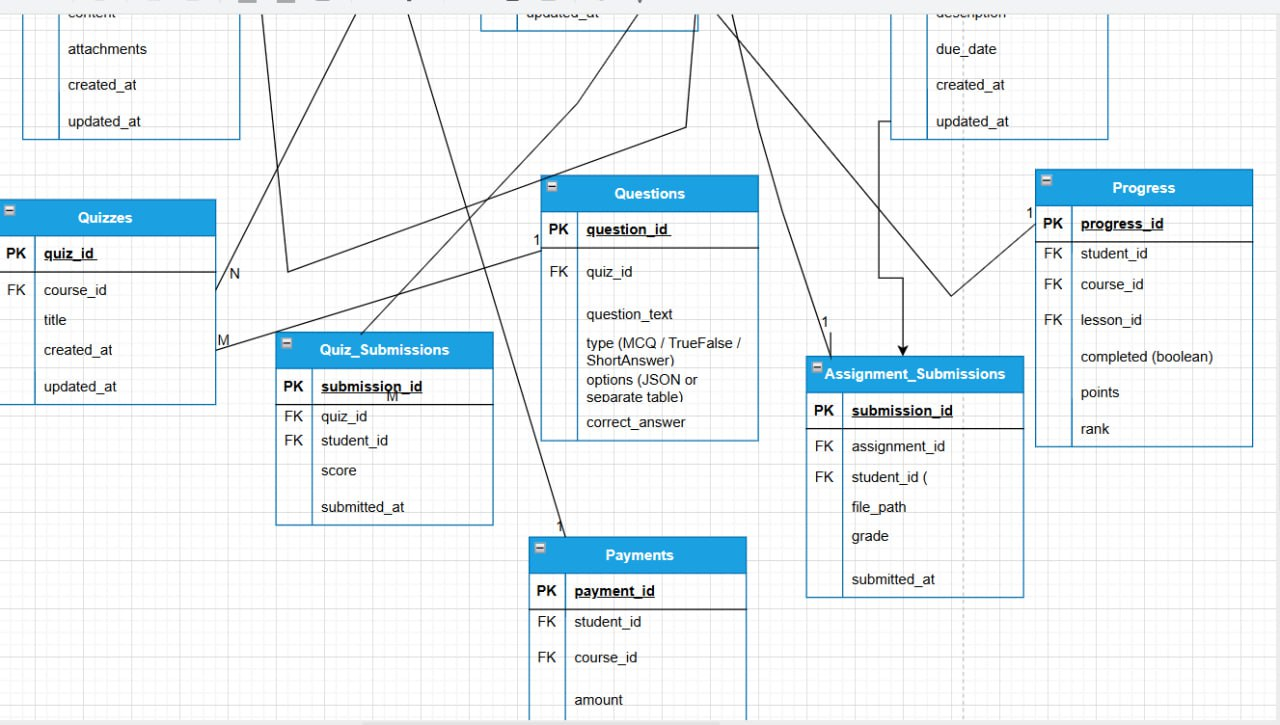 content
attachments
created_at
updated_at
updated_at
description
due_date
created_at
updated_at
Quizzes
PK quiz_id
FK course_id
title
created_at
updated_at
N
M
1
Questions
PK question_id
FK quiz_id
question_text
type (MCQ / TrueFalse /
ShortAnswer)
options (JSON or
separate table)
correct_answer
1
Progress
PK progress_id
FK student_id
FK course_id
FK lesson_id
completed (boolean)
points
rank
Quiz_Submissions
PK submission_id
M
FK quiz_id
FK student_id
score
submitted_at
1
Assignment_Submissions
PK submission_id
FK assignment_id
FK student_id (
file_path
grade
submitted_at
1
Payments
PK payment_id
FK student_id
FK course_id
amount